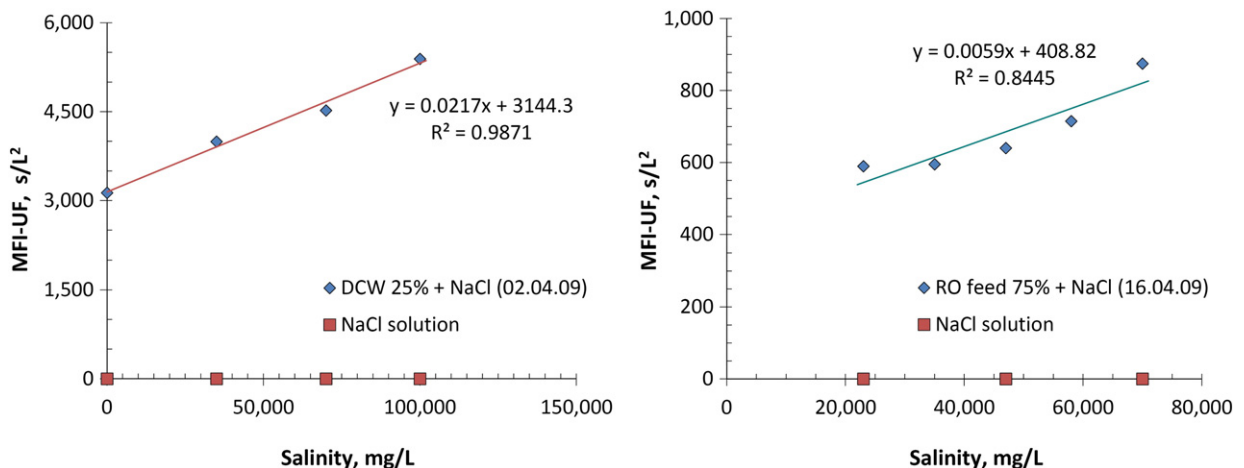 6,000
4,500
3,000
1,500
0
MFI-UF, s/L²
y = 0.0217x + 3144.3
R² = 0.9871
DCW 25% + NaCl (02.04.09)
NaCl solution
0
50,000
100,000
150,000
Salinity, mg/L
1,000
800
600
400
200
0
MFI-UF, s/L²
y = 0.0059x + 408.82
R² = 0.8445
RO feed 75% + NaCl (16.04.09)
NaCl solution
0
20,000
40,000
60,000
80,000
Salinity, mg/L